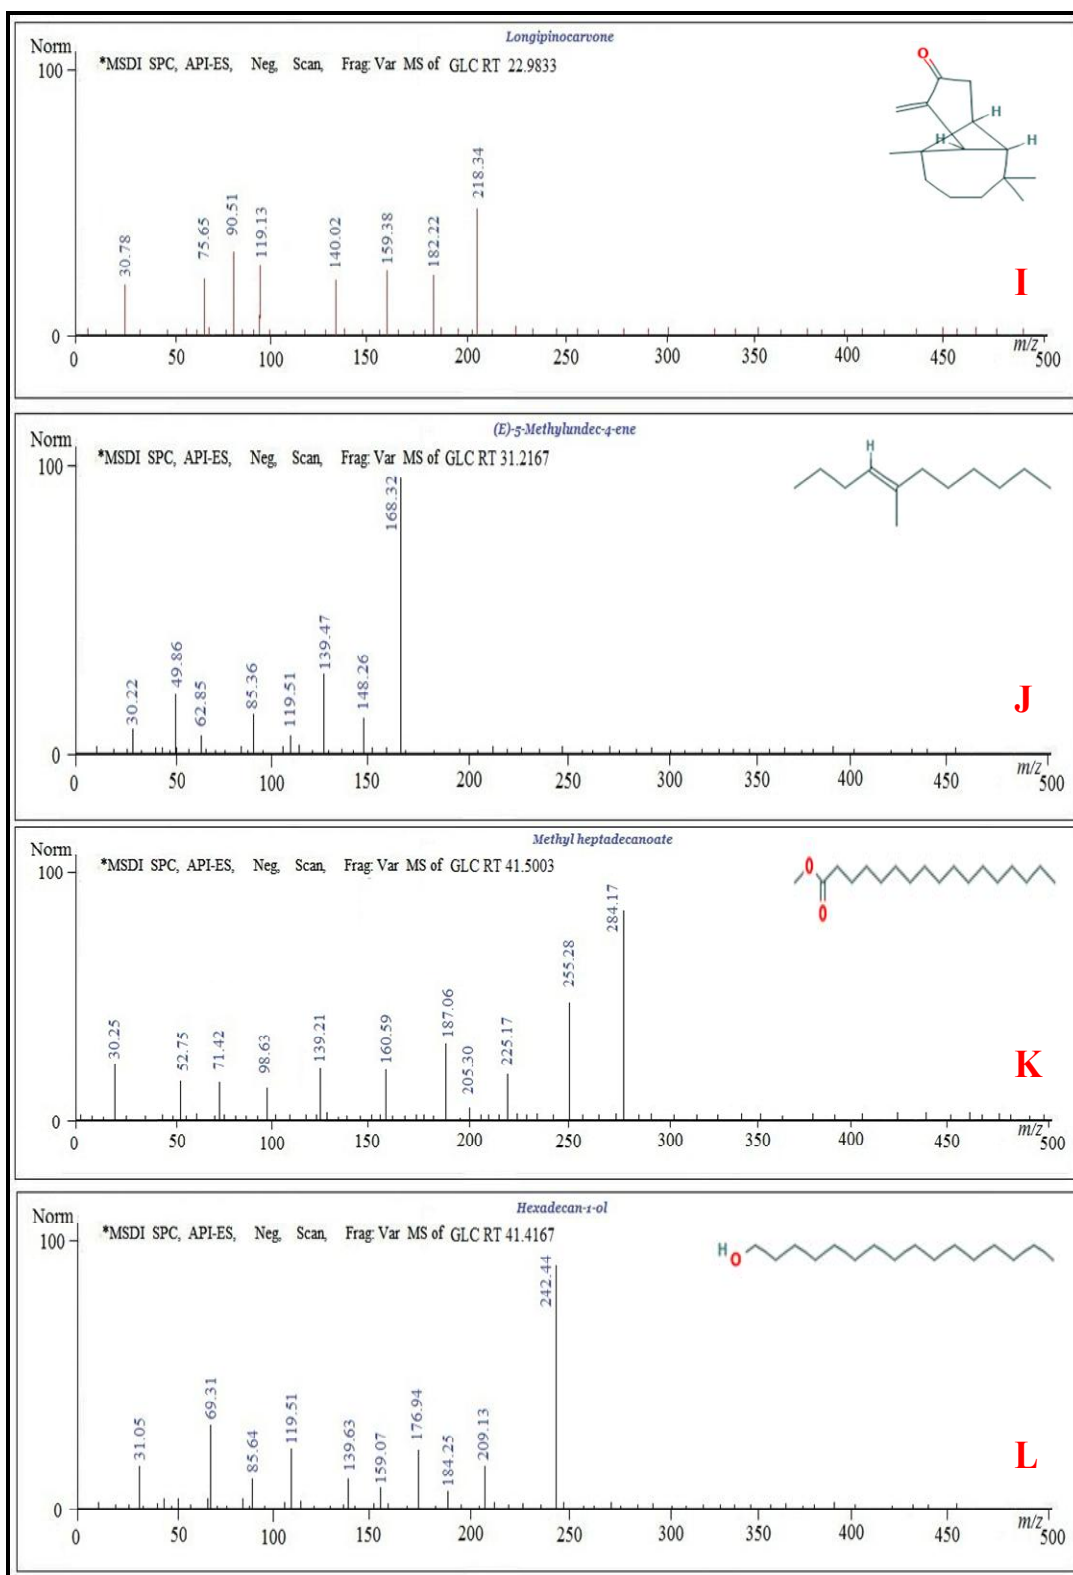 Longipinocarvone
Norm
*MSDI SPC, API-ES, Neg, Scan, Frag: Var MS of GLC RT 22.9833
100
O
H
H
H
30.78
75.65
90.51
119.13
140.02
159.38
182.22
218.34
I
0
0 50 100 150 200 250 300 350 400 450 m/z 500
(E)-5-Methylundec-4-ene
Norm
*MSDI SPC, API-ES, Neg, Scan, Frag: Var MS of GLC RT 31.2167
100
H
30.22
49.86
62.85
85.36
119.51
139.47
148.26
168.32
J
0
0 50 100 150 200 250 300 350 400 450 m/z 500
Methyl heptadecanoate
Norm
*MSDI SPC, API-ES, Neg, Scan, Frag: Var MS of GLC RT 41.5003
100
O
O
30.25
52.75
71.42
98.63
139.21
160.59
187.06
205.30
225.17
255.28
284.17
K
0
0 50 100 150 200 250 300 350 400 450 m/z 500
Hexadecan-1-ol
Norm
*MSDI SPC, API-ES, Neg, Scan, Frag: Var MS of GLC RT 41.4167
100
H O
31.05
69.31
85.64
119.51
139.63
159.07
176.94
184.25
209.13
242.44
L
0
0 50 100 150 200 250 300 350 400 450 m/z 500